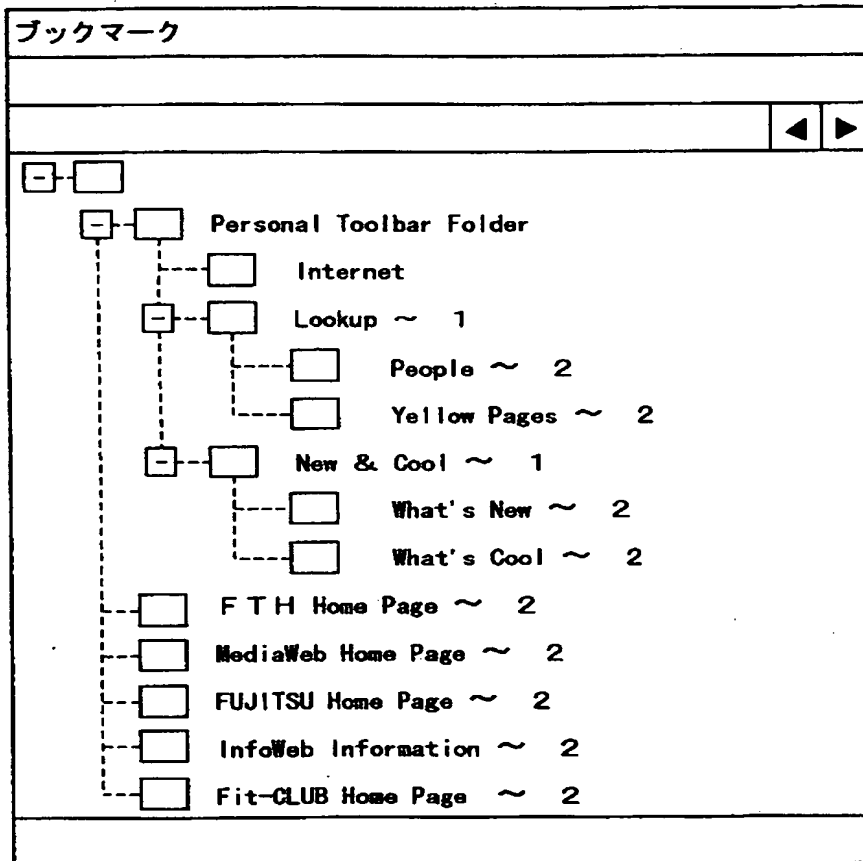 ブックマーク
Personal Toolbar Folder
Internet
Lookup ～ 1
People ～ 2
Yellow Pages ～ 2
New & Cool ～ 1
What's New ～ 2
What's Cool ～ 2
ＦＴＨ Home Page ～ 2
MediaWeb Home Page ～ 2
FUJITSU Home Page ～ 2
InfoWeb Information ～ 2
Fit-CLUB Home Page ～ 2